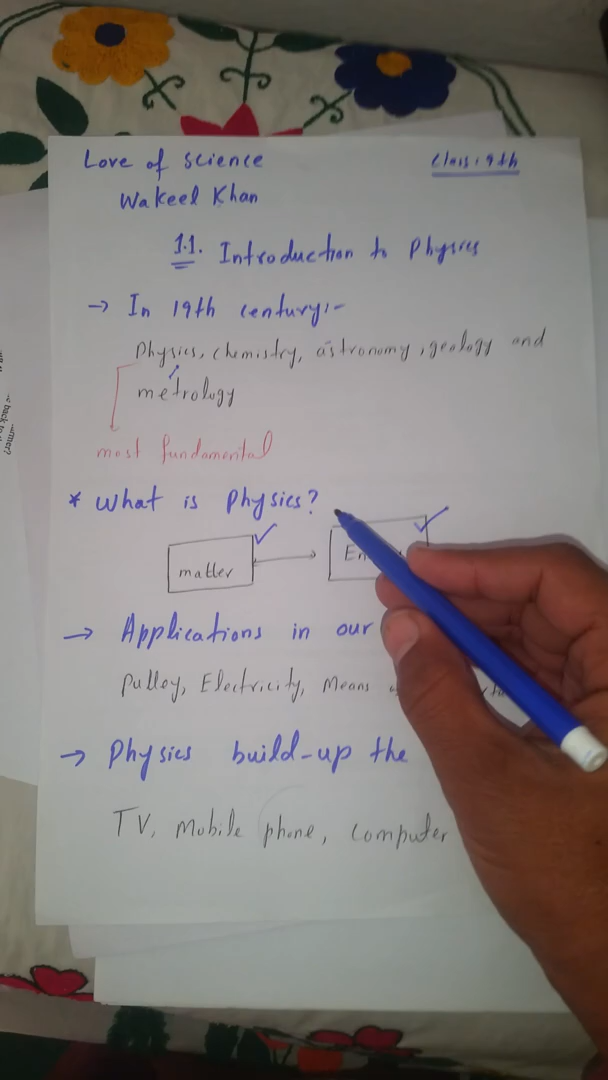 Love of science
Class: 9th
Wakeel Khan
1.1. Introduction to Physics
→ In 19th century:-
Physics, chemistry, astronomy, geology and
metrology
most fundamental
* What is Physics?
matter
→ Applications in our
Pulley, Electricity, Means
→ Physics build-up the
TV, Mobile phone, Computer